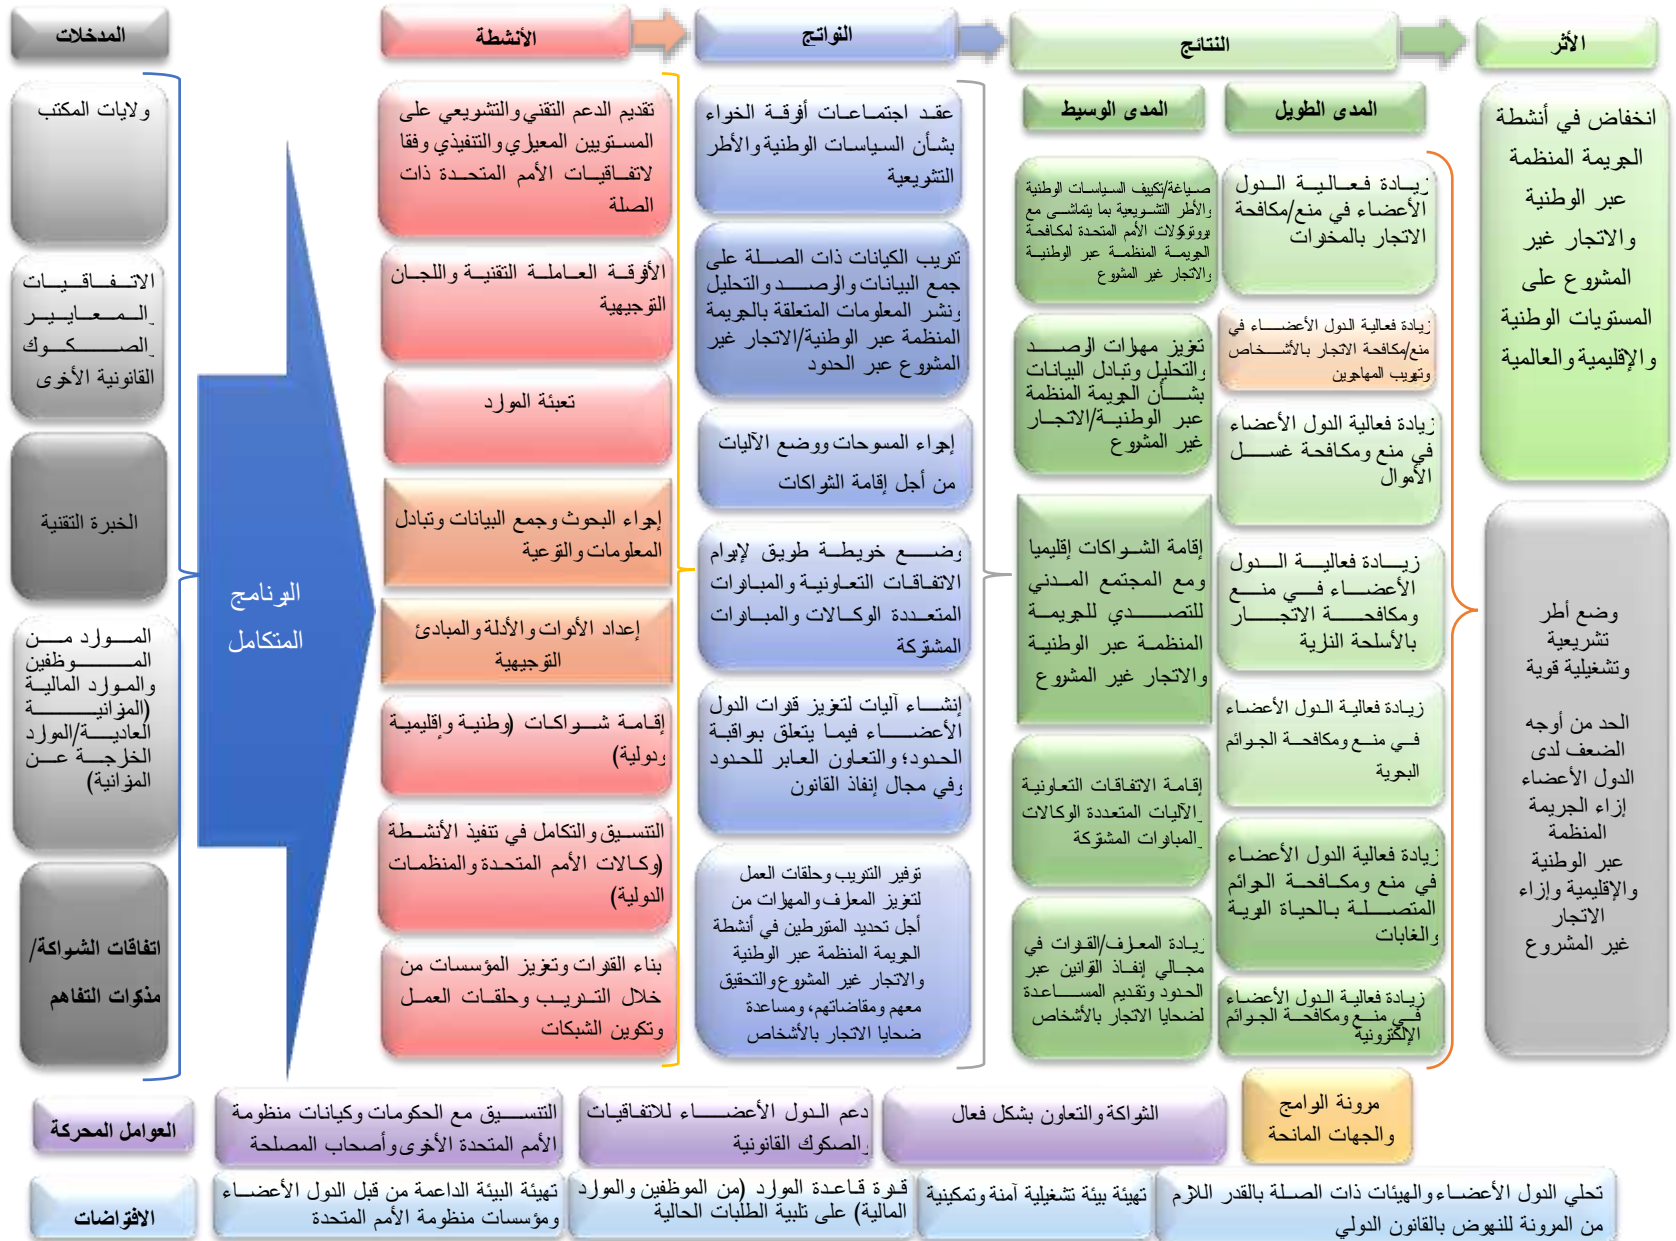 المدخلات
الأنشطة
النواتج
النتائج
الأثر
ولايات المكتب
الاتفاقيات
والمعايير
والصكوك
القانونية الأخرى
الخبرة التقنية
الموارد من
الموظفين
والموارد المالية
(الميزانية
العادية/الموارد
الخارجة عن
الميزانية)
اتفاقات الشراكة/
مذكرات التفاهم
البرنامج
المتكامل
تقديم الدعم التقني والتشريعي على
المستويين المعياري والتنفيذي وفقا
لاتفاقيات الأمم المتحدة ذات
الصلة
الأفرقة العاملة التقنية واللجان
التوجيهية
تعبئة الموارد
إجراء البحوث وجمع البيانات وتبادل
المعلومات والتوعية
إعداد الأدوات والأدلة والمبادئ
التوجيهية
إقامة شراكات (وطنية وإقليمية
ودولية)
التنسيق والتكامل في تنفيذ الأنشطة
(وكالات الأمم المتحدة والمنظمات
الدولية)
بناء القدرات وتعزيز المؤسسات من
خلال التدريب وحلقات العمل
وتكوين الشبكات
عقد اجتماعات أفرقة الخبراء
بشأن السياسات الوطنية والأطر
التشريعية
تدريب الكيانات ذات الصلة على
جمع البيانات والرصد والتحليل
ونشر المعلومات المتعلقة بالجريمة
المنظمة عبر الوطنية/الاتجار غير
المشروع عبر الحدود
إجراء المسوحات ووضع الآليات
من أجل إقامة الشراكات
وضع خريطة طريق لإبرام
الاتفاقات التعاونية والمبادرات
المتعددة الوكالات والمبادرات
المشتركة
إنشاء آليات لتعزيز قدرات الدول
الأعضاء فيما يتعلق بمراقبة
الحدود؛ والتعاون العابر للحدود
وفي مجال إنفاذ القانون
توفير التدريب وحلقات العمل
لتعزيز المعارف والمهارات من
أجل تحديد المتورطين في أنشطة
الجريمة المنظمة عبر الوطنية
والاتجار غير المشروع والتحقيق
معهم ومقاضاتهم، ومساعدة
ضحايا الاتجار بالأشخاص
المدى الوسيط
صياغة/تكييف السياسات الوطنية
والأطر التشريعية بما يتماشى مع
بروتوكولات الأمم المتحدة لمكافحة
الجريمة المنظمة عبر الوطنية
والاتجار غير المشروع
تعزيز مهارات الرصد
والتحليل وتبادل البيانات
بشأن الجريمة المنظمة
عبر الوطنية/الاتجار
غير المشروع
إقامة الشراكات إقليميا
ومع المجتمع المدني
للتصدي للجريمة
المنظمة عبر الوطنية
والاتجار غير المشروع
إقامة الاتفاقات التعاونية
والآليات المتعددة الوكالات
والمبادرات المشتركة
زيادة المعارف/القدرات في
مجالي إنفاذ القوانين عبر
الحدود وتقديم المساعدة
لضحايا الاتجار بالأشخاص
المدى الطويل
زيادة فعالية الدول
الأعضاء في منع/مكافحة
الاتجار بالمخدرات
زيادة فعالية الدول الأعضاء في
منع/مكافحة الاتجار بالأشخاص
وتهريب المهاجرين
زيادة فعالية الدول الأعضاء
في منع ومكافحة غسل
الأموال
زيادة فعالية الدول
الأعضاء في منع
ومكافحة الاتجار
بالأسلحة النارية
زيادة فعالية الدول الأعضاء
في منع ومكافحة الجرائم
البحرية
زيادة فعالية الدول الأعضاء
في منع ومكافحة الجرائم
المتصلة بالحياة البرية
والغابات
زيادة فعالية الدول الأعضاء
في منع ومكافحة الجرائم
الإلكترونية
انخفاض في أنشطة
الجريمة المنظمة
عبر الوطنية
والاتجار غير
المشروع على
المستويات الوطنية
والإقليمية والعالمية
وضع أطر
تشريعية
وتشغيلية قوية
الحد من أوجه
الضعف لدى
الدول الأعضاء
إزاء الجريمة
المنظمة
عبر الوطنية
والإقليمية وإزاء
الاتجار
غير المشروع
العوامل المحركة
التنسيق مع الحكومات وكيانات منظومة
الأمم المتحدة الأخرى وأصحاب المصلحة
دعم الدول الأعضاء للاتفاقيات
والصكوك القانونية
الشراكة والتعاون بشكل فعال
مرونة البرامج
والجهات المانحة
الافتراضات
تهيئة البيئة الداعمة من قبل الدول الأعضاء
ومؤسسات منظومة الأمم المتحدة
قدرة قاعدة الموارد (من الموظفين والموارد
المالية) على تلبية الطلبات الحالية
تهيئة بيئة تشغيلية آمنة وتمكينية
تحلي الدول الأعضاء والهيئات ذات الصلة بالقدر اللازم
من المرونة للنهوض بالقانون الدولي